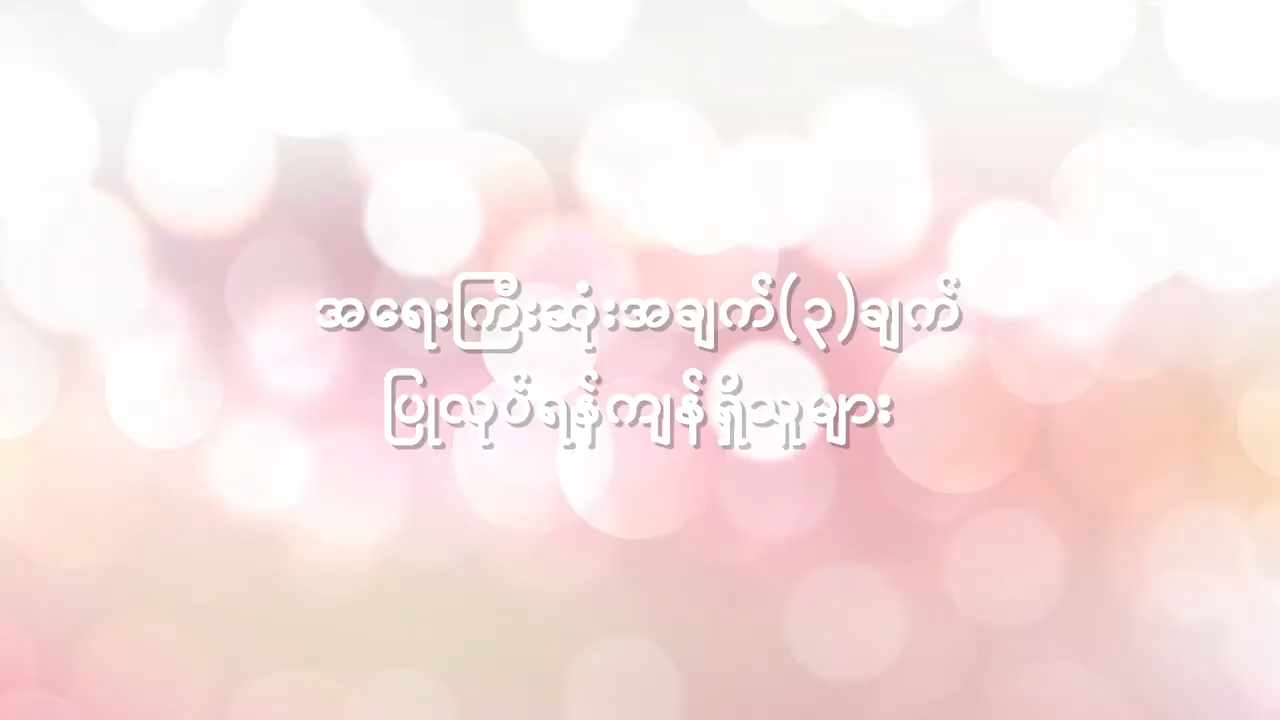 အရေးကြီးဆုံးအချက်(၃)ချက်
ပြုလုပ်ရန်ကျန်ရှိသူများ